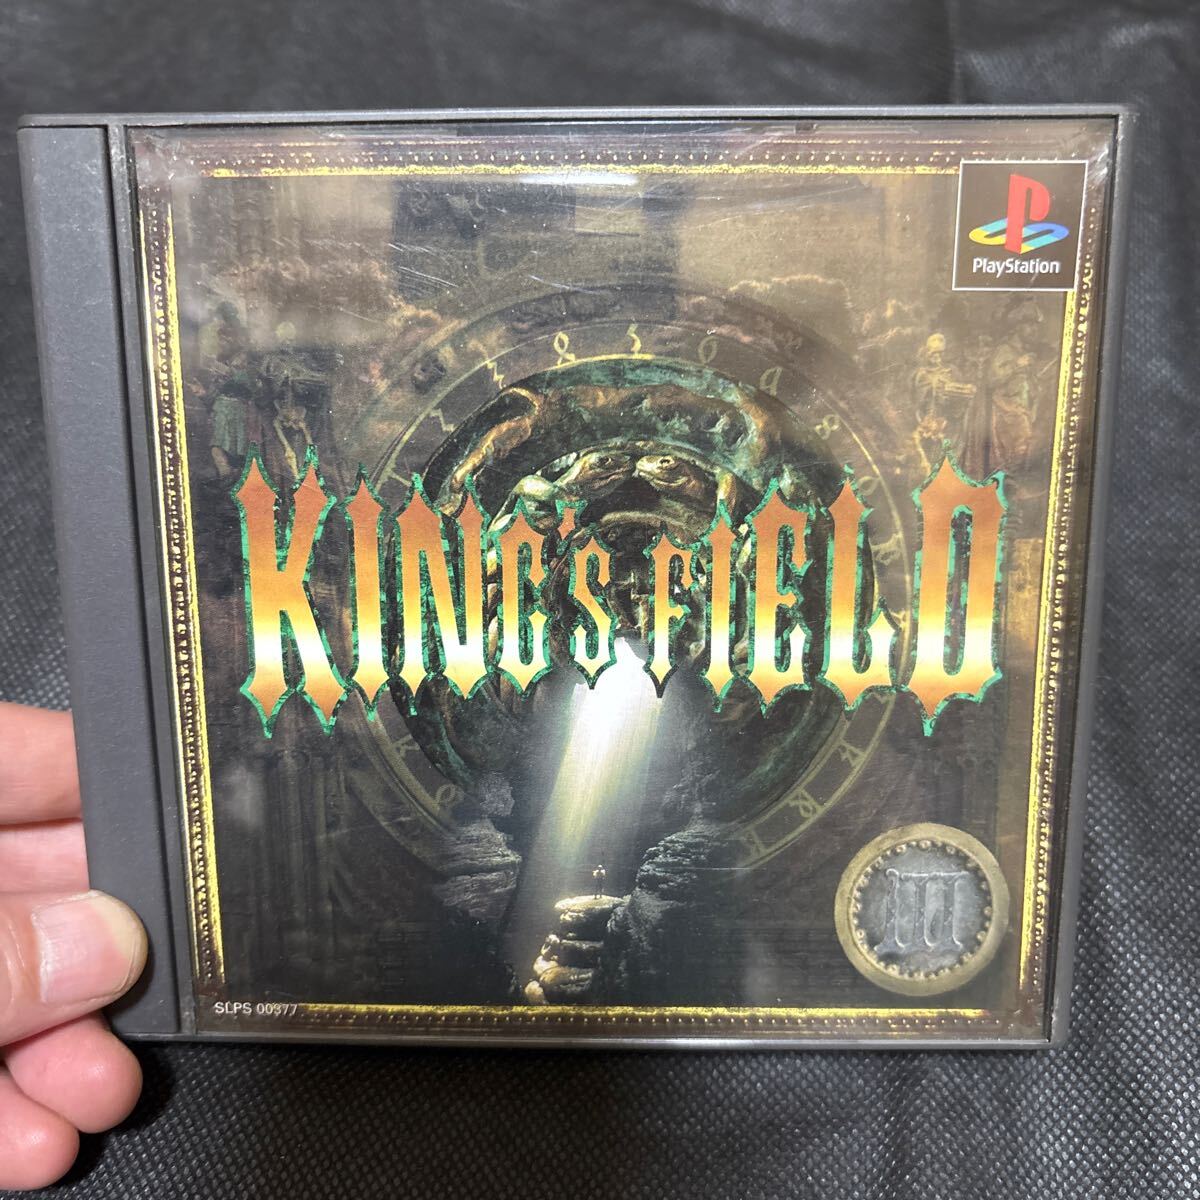 PlayStation
KING'S FIELD
III
SLPS 00377